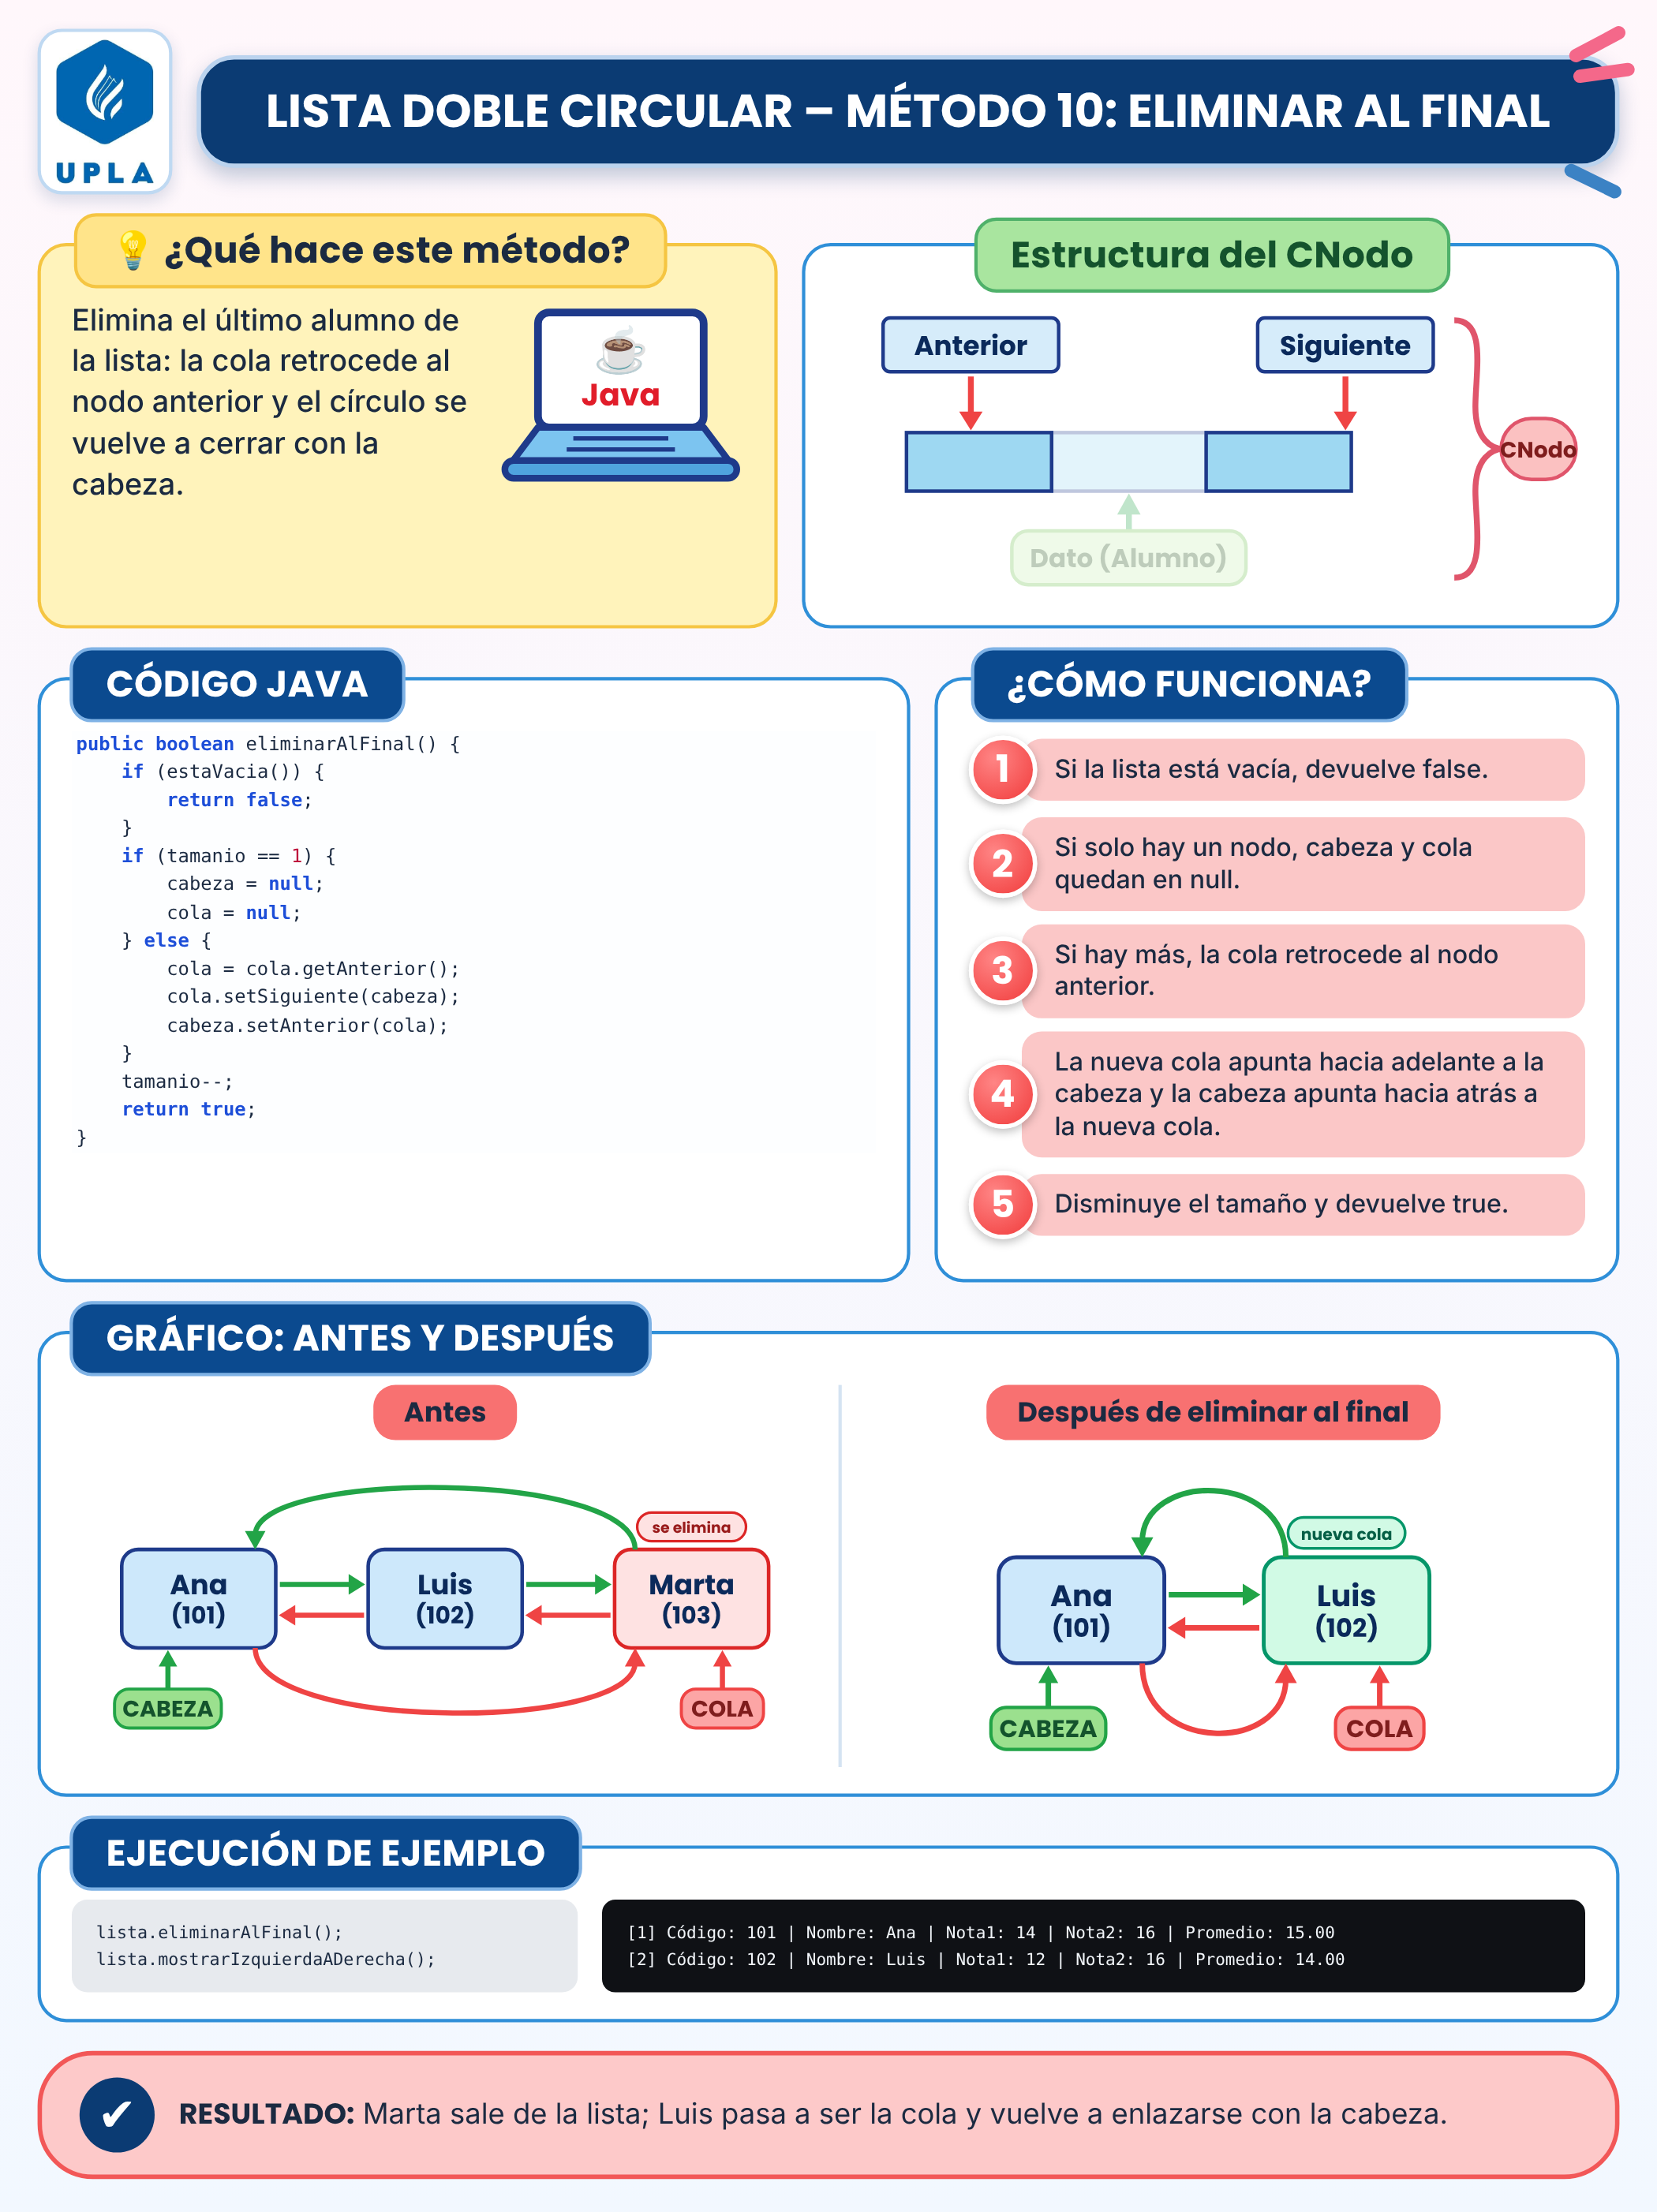 UPLA
LISTA DOBLE CIRCULAR – MÉTODO 10: ELIMINAR AL FINAL
💡 ¿Qué hace este método?
Elimina el último alumno de
la lista: la cola retrocede al
nodo anterior y el círculo se
vuelve a cerrar con la
cabeza.
Java
Estructura del CNodo
Anterior
Siguiente
CNodo
Dato (Alumno)
CÓDIGO JAVA
public boolean eliminarAlFinal() {
    if (estaVacia()) {
        return false;
    }
    if (tamanio == 1) {
        cabeza = null;
        cola = null;
    } else {
        cola = cola.getAnterior();
        cola.setSiguiente(cabeza);
        cabeza.setAnterior(cola);
    }
    tamanio--;
    return true;
}
¿CÓMO FUNCIONA?
1 Si la lista está vacía, devuelve false.
2 Si solo hay un nodo, cabeza y cola
quedan en null.
3 Si hay más, la cola retrocede al nodo
anterior.
4 La nueva cola apunta hacia adelante a la
cabeza y la cabeza apunta hacia atrás a
la nueva cola.
5 Disminuye el tamaño y devuelve true.
GRÁFICO: ANTES Y DESPUÉS
Antes
se elimina
Ana
(101)
Luis
(102)
Marta
(103)
CABEZA
COLA
Después de eliminar al final
nueva cola
Ana
(101)
Luis
(102)
CABEZA
COLA
EJECUCIÓN DE EJEMPLO
lista.eliminarAlFinal();
lista.mostrarIzquierdaADerecha();
[1] Código: 101 | Nombre: Ana | Nota1: 14 | Nota2: 16 | Promedio: 15.00
[2] Código: 102 | Nombre: Luis | Nota1: 12 | Nota2: 16 | Promedio: 14.00
✔ RESULTADO: Marta sale de la lista; Luis pasa a ser la cola y vuelve a enlazarse con la cabeza.